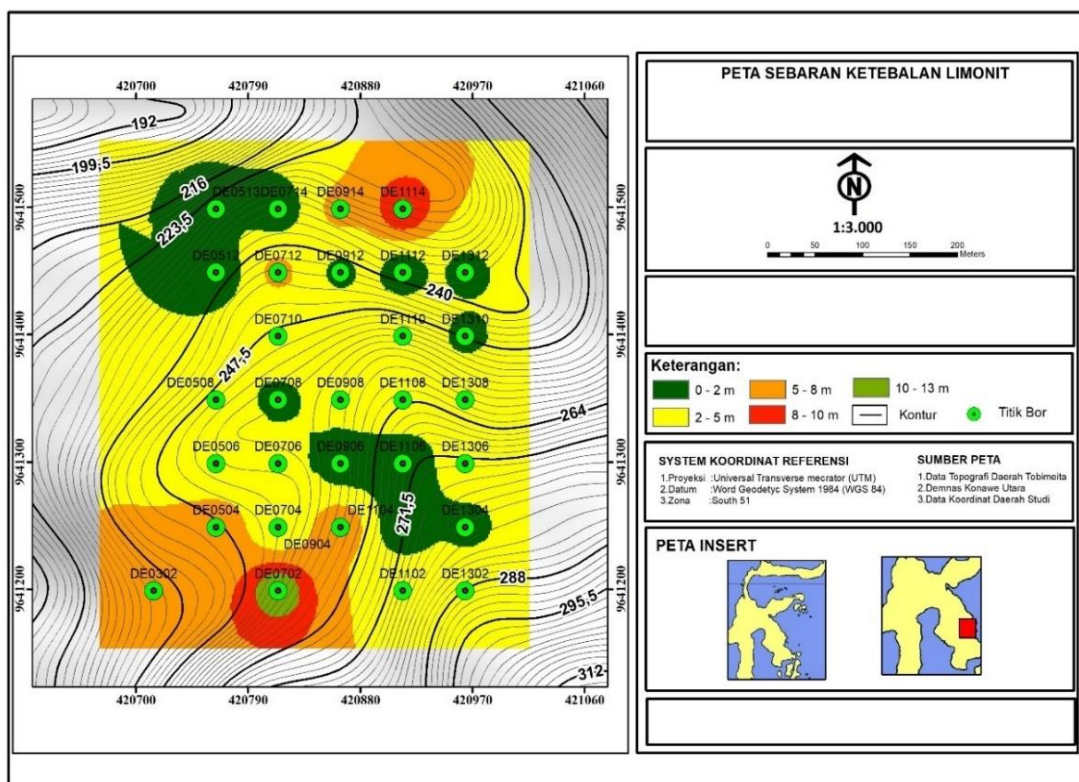 420700 420790 420880 420970 421060
192
199,5
216
223,5
9641500
9641500
DE0513 DE0714 DE0914 DE1114
DE0512 DE0712 DE0912 DE1112 DE1312
240
9641400
9641400
DE0710 DE1110 DE1310
247,5
DE0508 DE0708 DE0908 DE1108 DE1308
264
9641300
9641300
DE0506 DE0706 DE0906 DE1106 DE1306
271,5
DE0504 DE0704 DE1104 DE1304
DE0904
9641200
9641200
DE0302 DE0702 DE1102 DE1302
288
295,5
312
420700 420790 420880 420970 421060
PETA SEBARAN KETEBALAN LIMONIT
N
1:3.000
0 50 100 150 200
Meters
Keterangan:
0 - 2 m 5 - 8 m 10 - 13 m
2 - 5 m 8 - 10 m Kontur Titik Bor
SYSTEM KOORDINAT REFERENSI
1.Proyeksi :Universal Transverse mecrator (UTM)
2.Datum :Word Geodetyc System 1984 (WGS 84)
3.Zona :South 51
SUMBER PETA
1.Data Topografi Daerah Tobimeita
2.Demnas Konawe Utara
3.Data Koordinat Daerah Studi
PETA INSERT